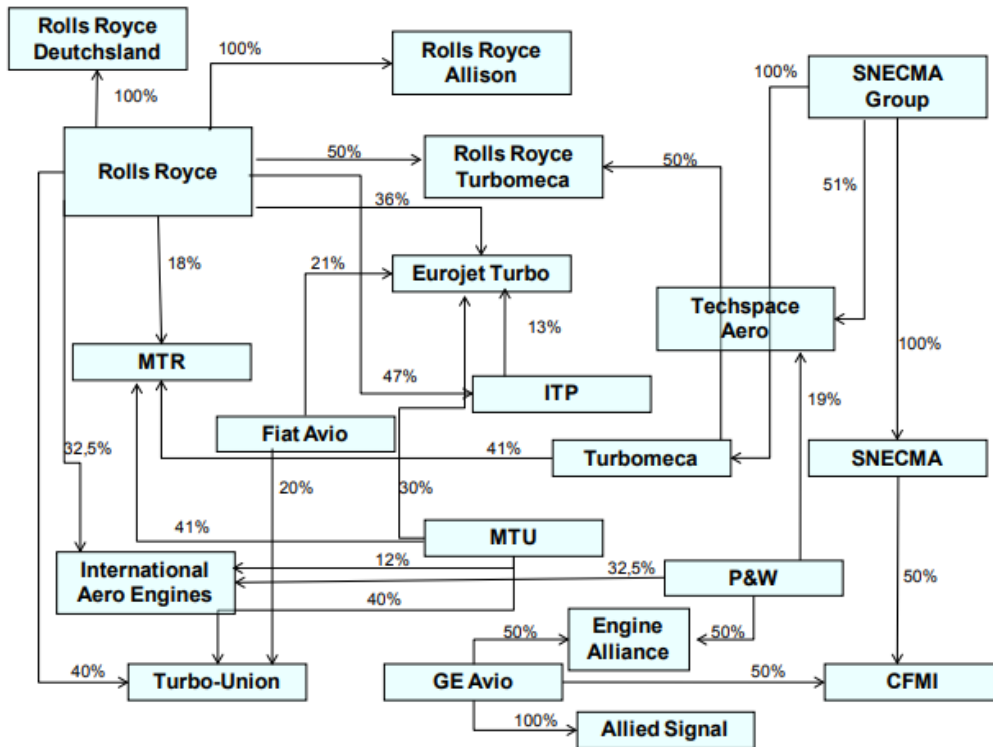 Rolls Royce
Deutchsland
100%
Rolls Royce
Allison
100%
SNECMA
Group
100%
Rolls Royce
50%
Rolls Royce
Turbomeca
50%
51%
36%
18%
21%
Eurojet Turbo
Techspace
Aero
13%
100%
MTR
47%
ITP
19%
Fiat Avio
32,5%
41%
Turbomeca
SNECMA
20%
30%
41%
MTU
12%
32,5%
P&W
50%
International
Aero Engines
40%
50%
Engine
Alliance
50%
40%
Turbo-Union
GE Avio
50%
CFMI
100%
Allied Signal